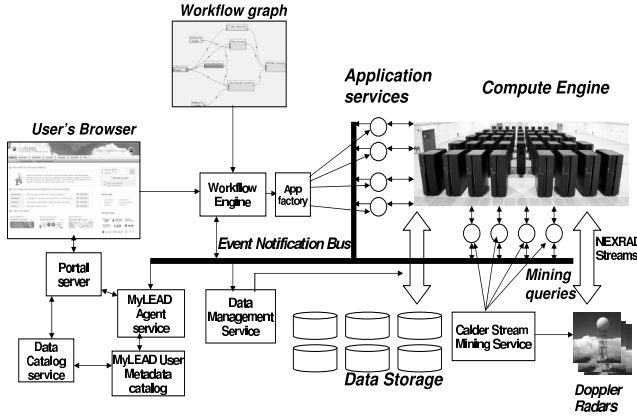 Workflow graph
Application
services
Compute Engine
User's Browser
Workflow
Engine
App
factory
Event Notification Bus
NEXRAD
Streams
Mining
queries
Portal
server
MyLEAD
Agent
service
Data
Management
Service
Data
Catalog
service
MyLEAD User
Metadata
catalog
Calder Stream
Mining Service
Data Storage
Doppler
Radars